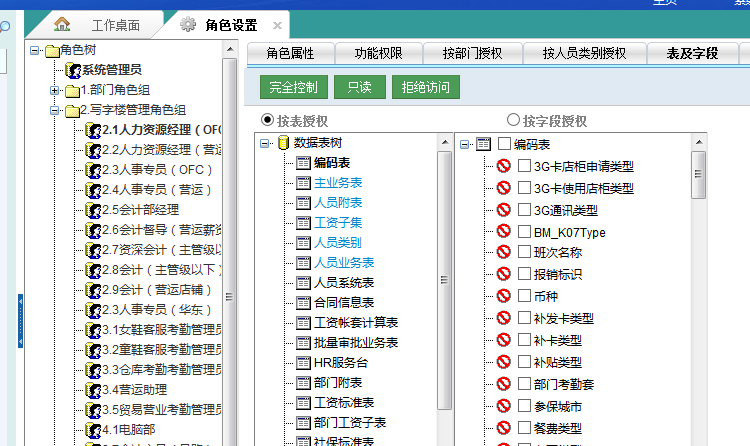 主页
工作桌面
角色设置
角色树
系统管理员
1.部门角色组
2.写字楼管理角色组
2.1人力资源经理（OFC
2.2人力资源经理（营运
2.3人事专员（OFC）
2.4人事专员（营运）
2.5会计部经理
2.6会计督导（营运薪资
2.7资深会计（主管级以
2.8会计（主管级以下）
2.9会计（营运店铺）
2.3人事专员（华东）
3.1女鞋客服考勤管理员
3.2童鞋客服考勤管理员
3.3仓库考勤考勤管理员
3.4营运助理
3.5贸易营业考勤管理员
4.1电脑部
角色属性
功能权限
按部门授权
按人员类别授权
表及字段
完全控制
只读
拒绝访问
按表授权
按字段授权
数据表树
编码表
主业务表
人员附表
工资子集
人员类别
人员业务表
人员系统表
合同信息表
工资帐套计算表
批量审批业务表
HR服务台
部门附表
工资标准表
部门工资子表
社保标准表
编码表
3G卡店柜申请类型
3G卡使用店柜类型
3G通讯类型
BM_K07Type
班次名称
报销标识
币种
补发卡类型
补卡类型
补贴类型
部门考勤套
参保城市
餐费类型